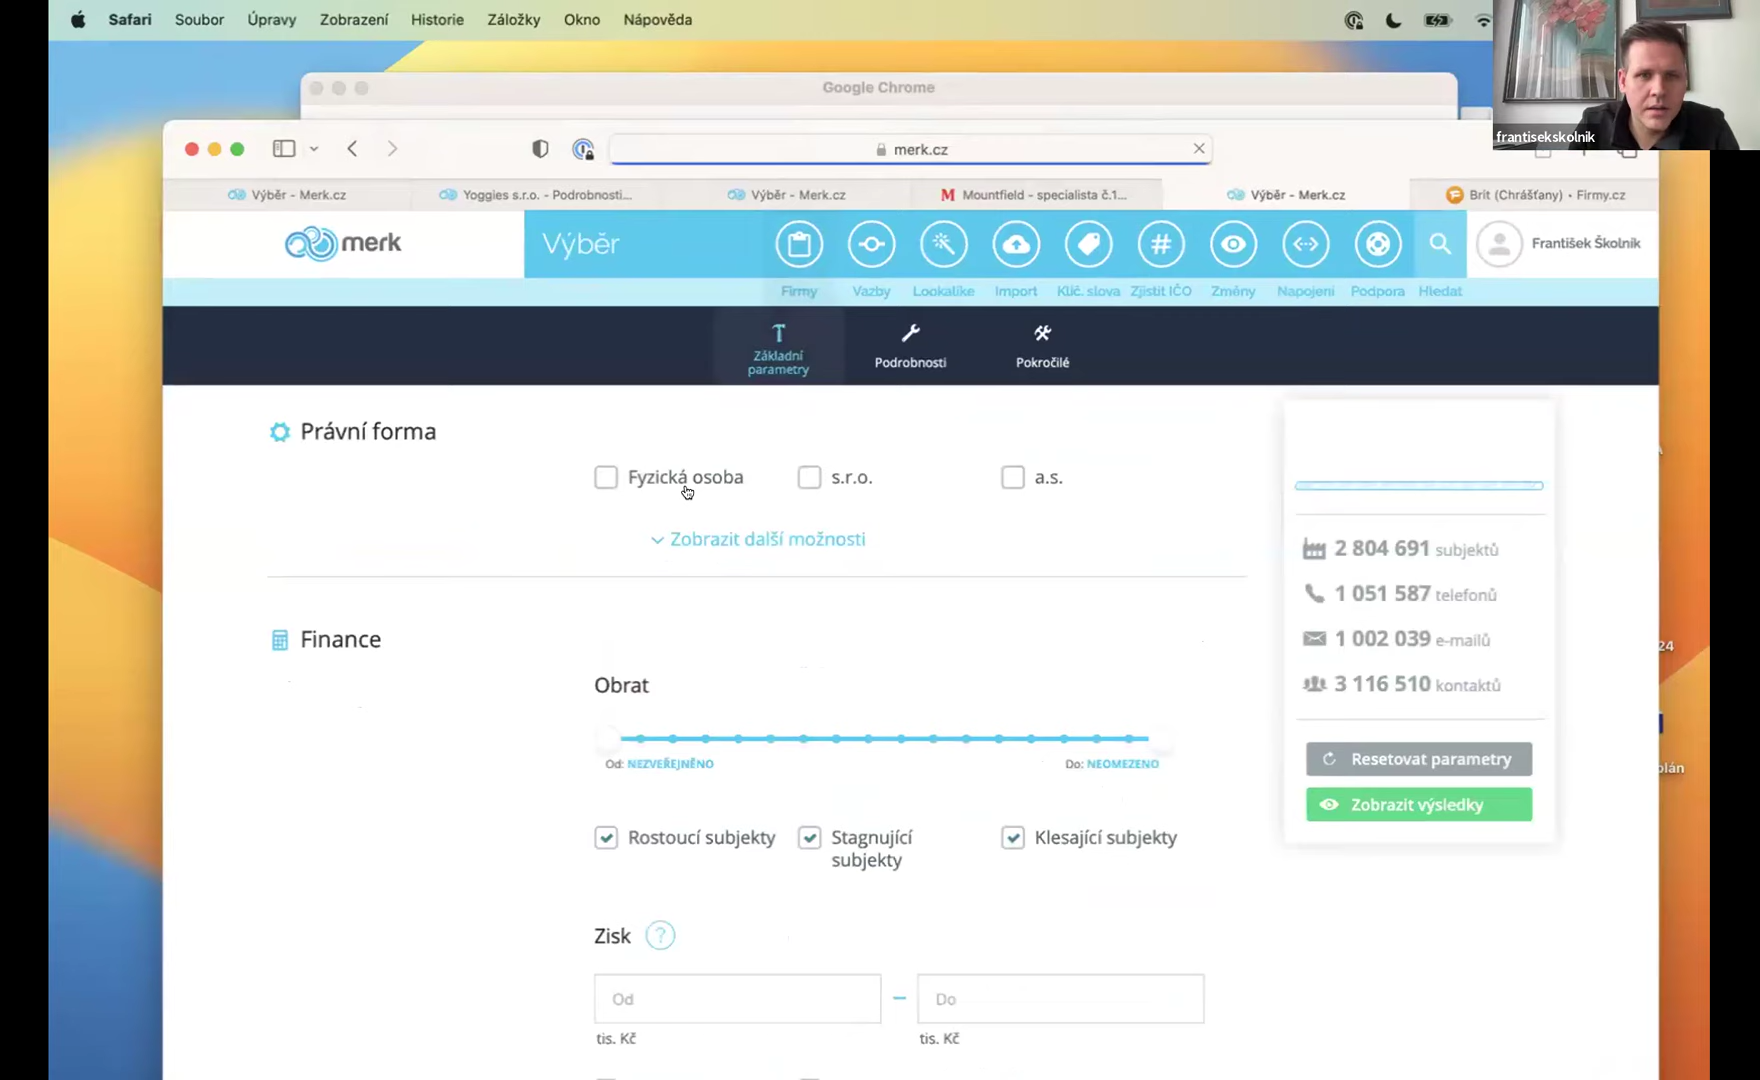 Safari Soubor Úpravy Zobrazení Historie Záložky Okno Nápověda
frantisekskolnik
Google Chrome
merk.cz
Výběr - Merk.cz
Yoggies s.r.o. - Podrobnosti...
Výběr - Merk.cz
Mountfield - specialista č.1...
Výběr - Merk.cz
Brit (Chrášťany) • Firmy.cz
merk
Výběr
František Školník
Firmy Vazby Lookalike Import Klíč. slova Zjistit IČO Změny Napojení Podpora Hledat
Základní
parametry
Podrobnosti
Pokročilé
Právní forma
Fyzická osoba
s.r.o.
a.s.
Zobrazit další možnosti
2 804 691 subjektů
1 051 587 telefonů
1 002 039 e-mailů
3 116 510 kontaktů
Resetovat parametry
Zobrazit výsledky
Finance
Obrat
Od: NEZVEŘEJNĚNO
Do: NEOMEZENO
Rostoucí subjekty
Stagnující
subjekty
Klesající subjekty
Zisk ?
Od
Do
tis. Kč
tis. Kč
24